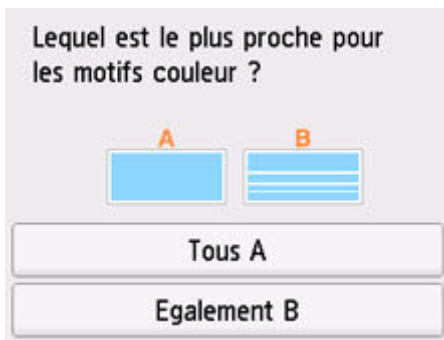 Lequel est le plus proche pour
les motifs couleur ?
A B
Tous A
Egalement B